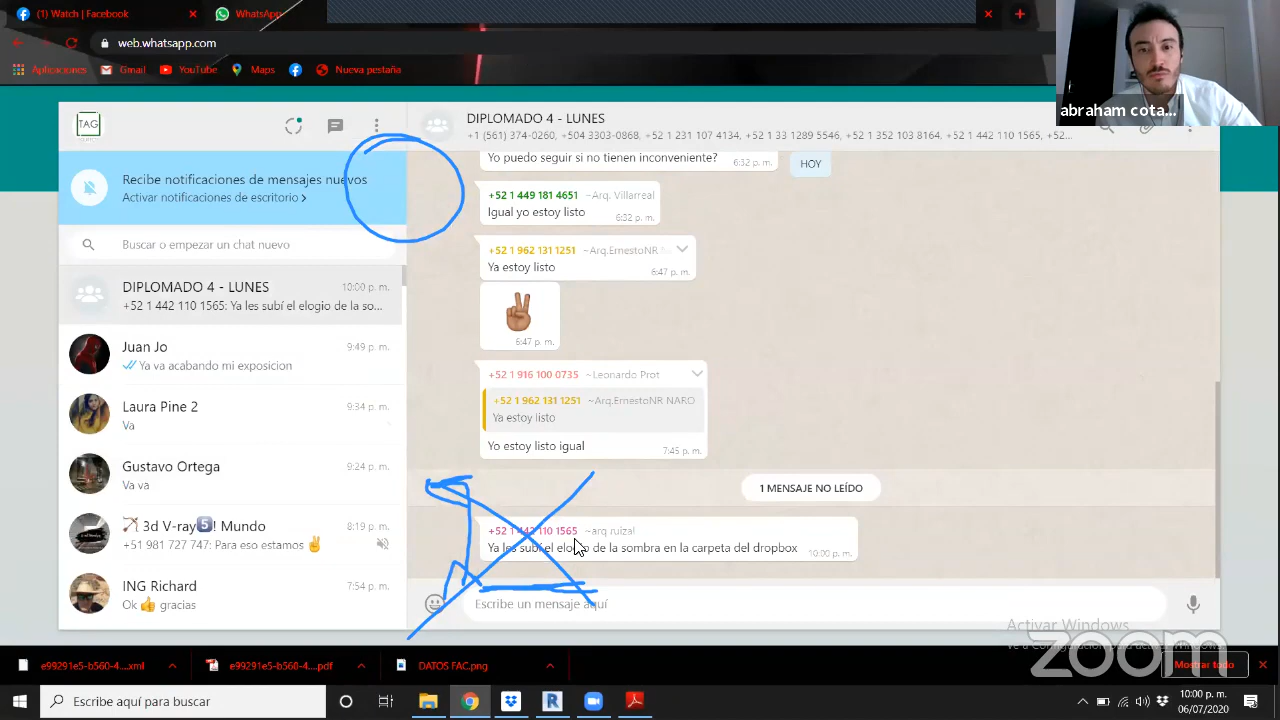 (1) Watch | Facebook
WhatsApp
web.whatsapp.com
Aplicaciones
Gmail
YouTube
Maps
Nueva pestaña
abraham cota...
TAG
DIPLOMADO 4 - LUNES
+1 (561) 374-0260, +504 3303-0868, +52 1 231 107 4134, +52 1 33 1289 5546, +52 1 352 103 8164, +52 1 442 110 1565, +52...
Recibe notificaciones de mensajes nuevos
Activar notificaciones de escritorio >
Buscar o empezar un chat nuevo
DIPLOMADO 4 - LUNES 10:00 p. m.
+52 1 442 110 1565: Ya les subí el elogio de la so...
Juan Jo 9:49 p. m.
Ya va acabando mi exposicion
Laura Pine 2 9:34 p. m.
Va
Gustavo Ortega 9:24 p. m.
Va va
3d V-ray5! Mundo 8:19 p. m.
+51 981 727 747: Para eso estamos ✌
ING Richard 7:54 p. m.
Ok 👍 gracias
Yo puedo seguir si no tienen inconveniente? 6:32 p. m.
HOY
+52 1 449 181 4651 ~Arq. Villarreal
Igual yo estoy listo 6:32 p. m.
+52 1 962 131 1251 ~Arq.ErnestoNR
Ya estoy listo 6:47 p. m.
6:47 p. m.
+52 1 916 100 0735 ~Leonardo Prot
+52 1 962 131 1251 ~Arq.ErnestoNR NARO
Ya estoy listo
Yo estoy listo igual 7:45 p. m.
1 MENSAJE NO LEÍDO
+52 1 442 110 1565 ~arq ruizal
Ya les subí el elogio de la sombra en la carpeta del dropbox 10:00 p. m.
Escribe un mensaje aquí
Activar Windows
Ve a Configuración para activar Windows.
zoom
e99291e5-b560-4....xml
e99291e5-b560-4....pdf
DATOS FAC.png
Mostrar todo
Escribe aquí para buscar
10:00 p. m.
06/07/2020